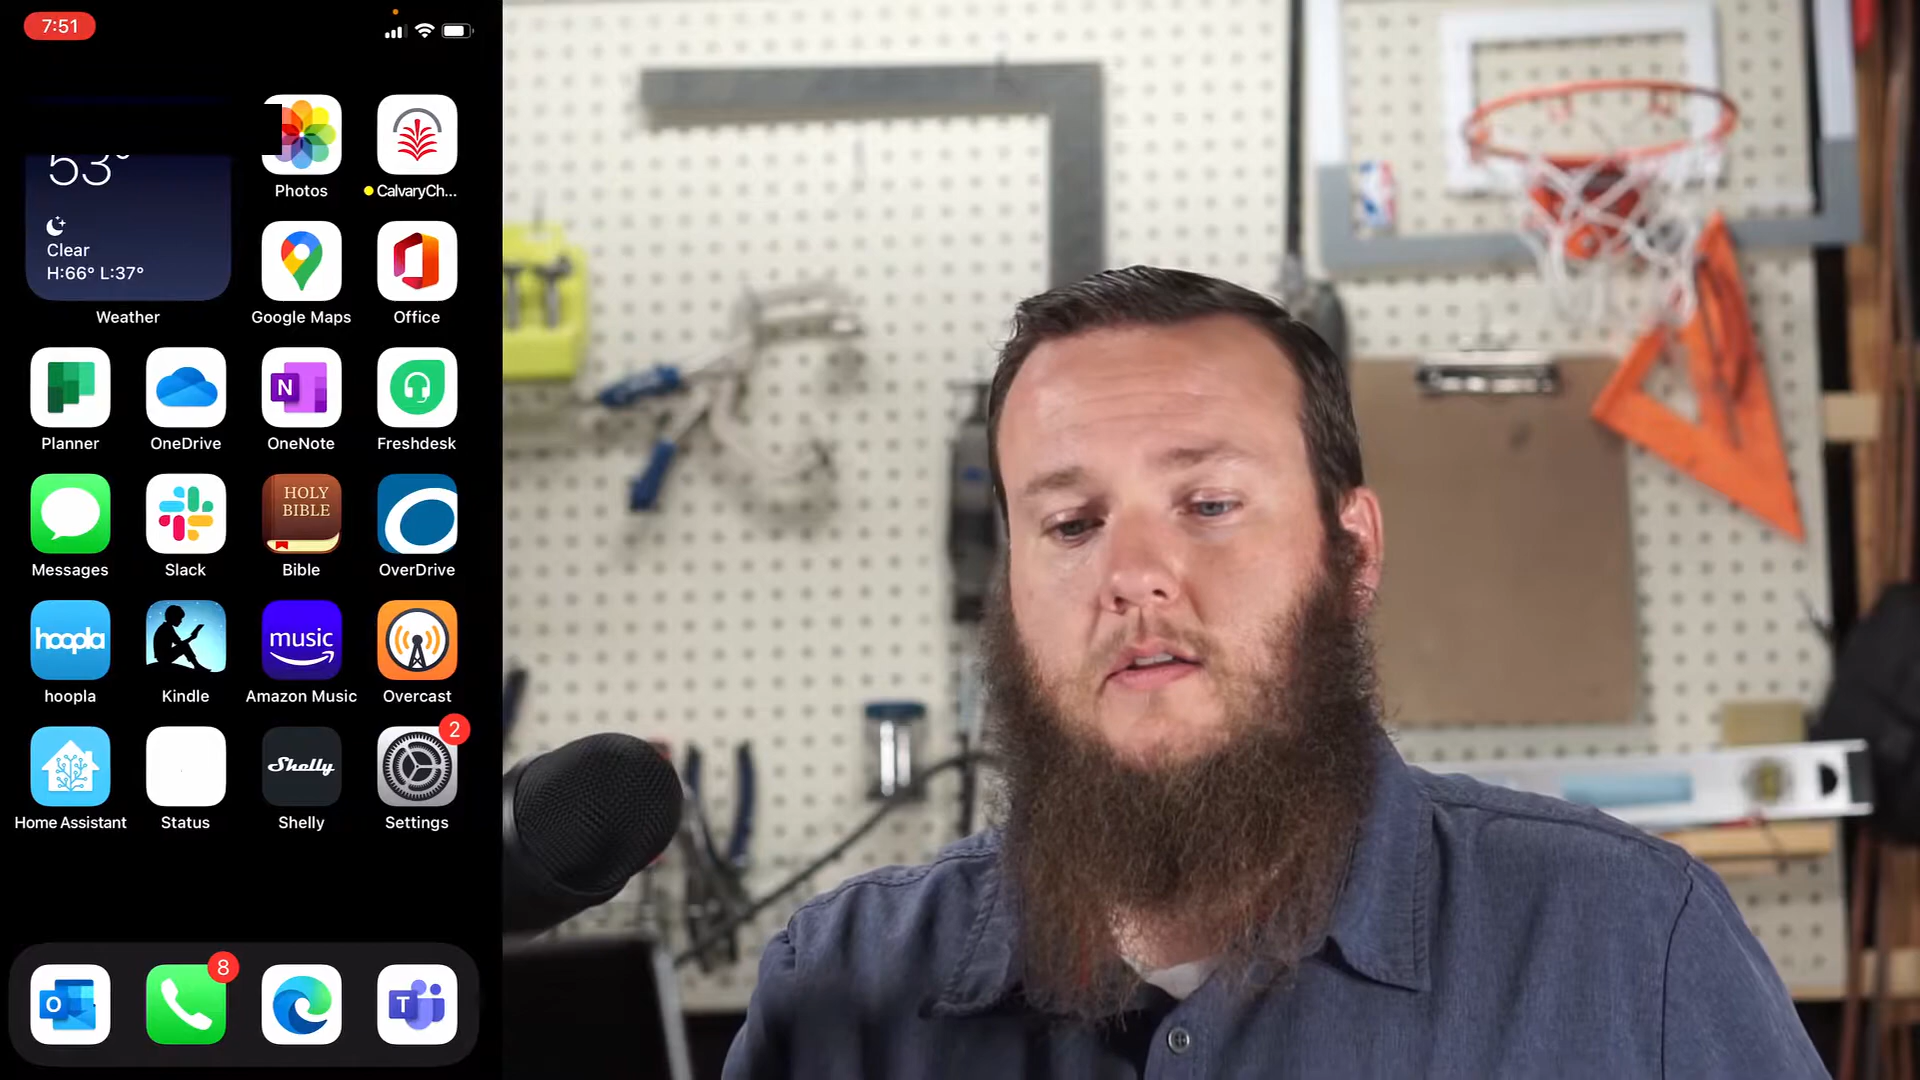 7:51
53°
Clear
H:66° L:37°
Weather
Photos
CalvaryCh...
Google Maps
Office
Planner
OneDrive
N
OneNote
Freshdesk
Messages
Slack
HOLY
BIBLE
Bible
OverDrive
hoopla
hoopla
Kindle
music
Amazon Music
Overcast
Home Assistant
Status
Shelly
Shelly
2
Settings
O
8
T